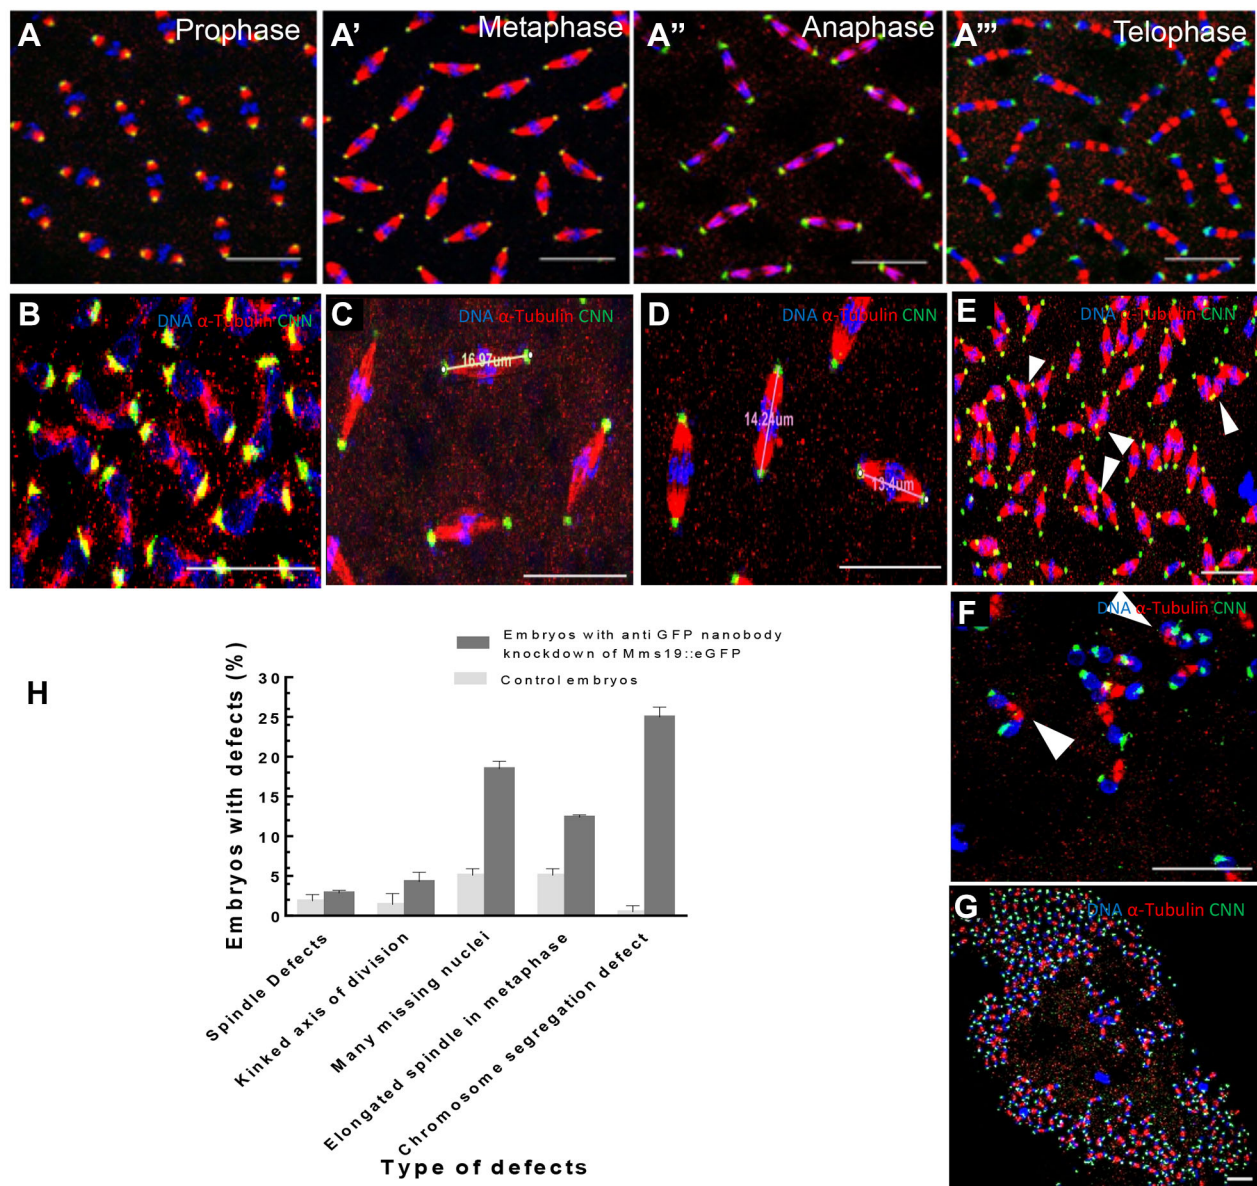 A Prophase
A' Metaphase
A'' Anaphase
A''' Telophase
B DNA α-Tubulin CNN
C DNA α-Tubulin CNN
16.97um
D DNA α-Tubulin CNN
14.24um
13.4um
E DNA α-Tubulin CNN
F DNA α-Tubulin CNN
G DNA α-Tubulin CNN
H
Embryos with anti GFP nanobody
knockdown of Mms19::eGFP
Control embryos
Embryos with defects (%)
30
25
20
15
10
5
0
Spindle Defects
Kinked axis of division
Many missing nuclei
Elongated spindle in metaphase
Chromosome segregation defect
Type of defects